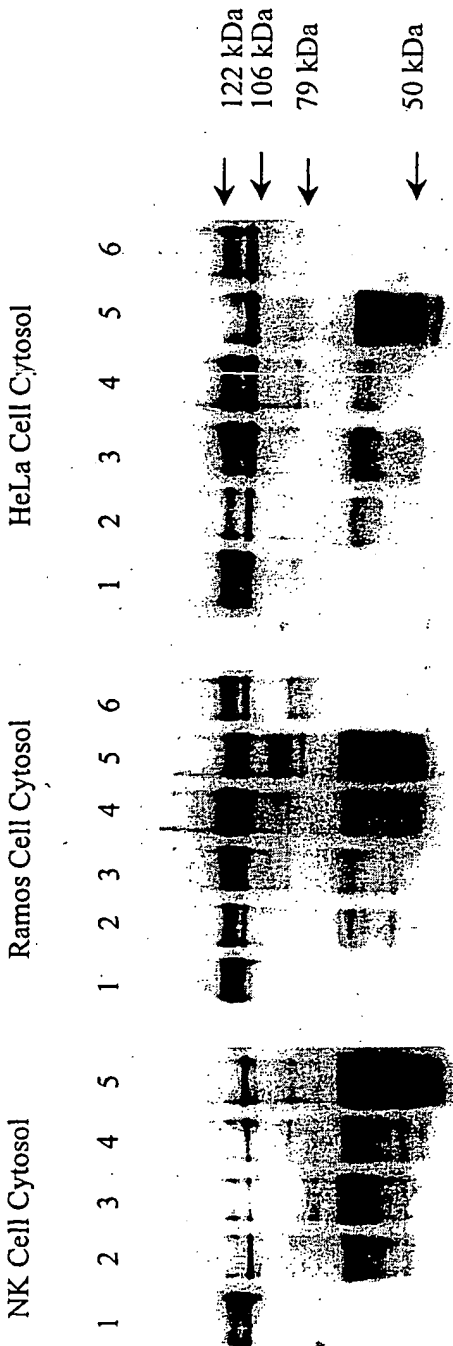 NK Cell Cytosol
1 2 3 4 5
Ramos Cell Cytosol
1 2 3 4 5 6
HeLa Cell Cytosol
1 2 3 4 5 6
122 kDa
106 kDa
79 kDa
50 kDa